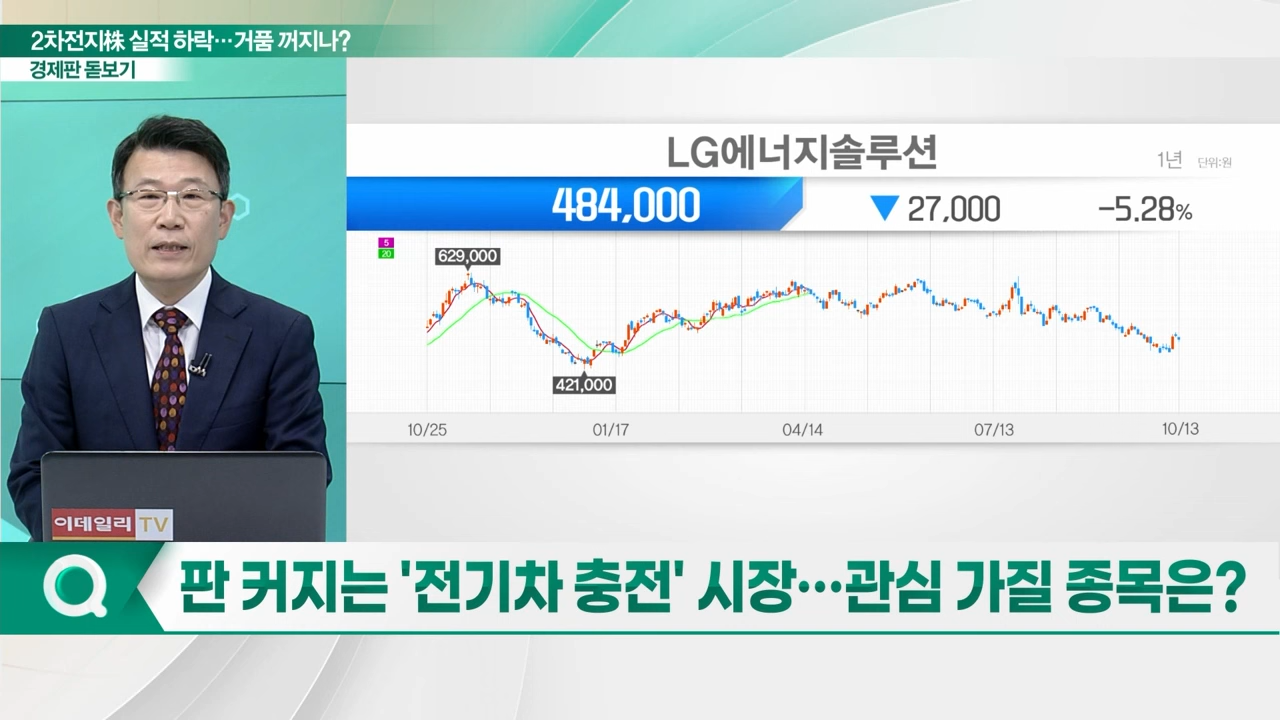 2차전지株 실적 하락…거품 꺼지나?
경제판 돋보기
LG에너지솔루션
1년 단위:원
484,000 ▼ 27,000 -5.28%
5
20
629,000
421,000
10/25 01/17 04/14 07/13 10/13
이데일리 TV
판 커지는 '전기차 충전' 시장…관심 가질 종목은?